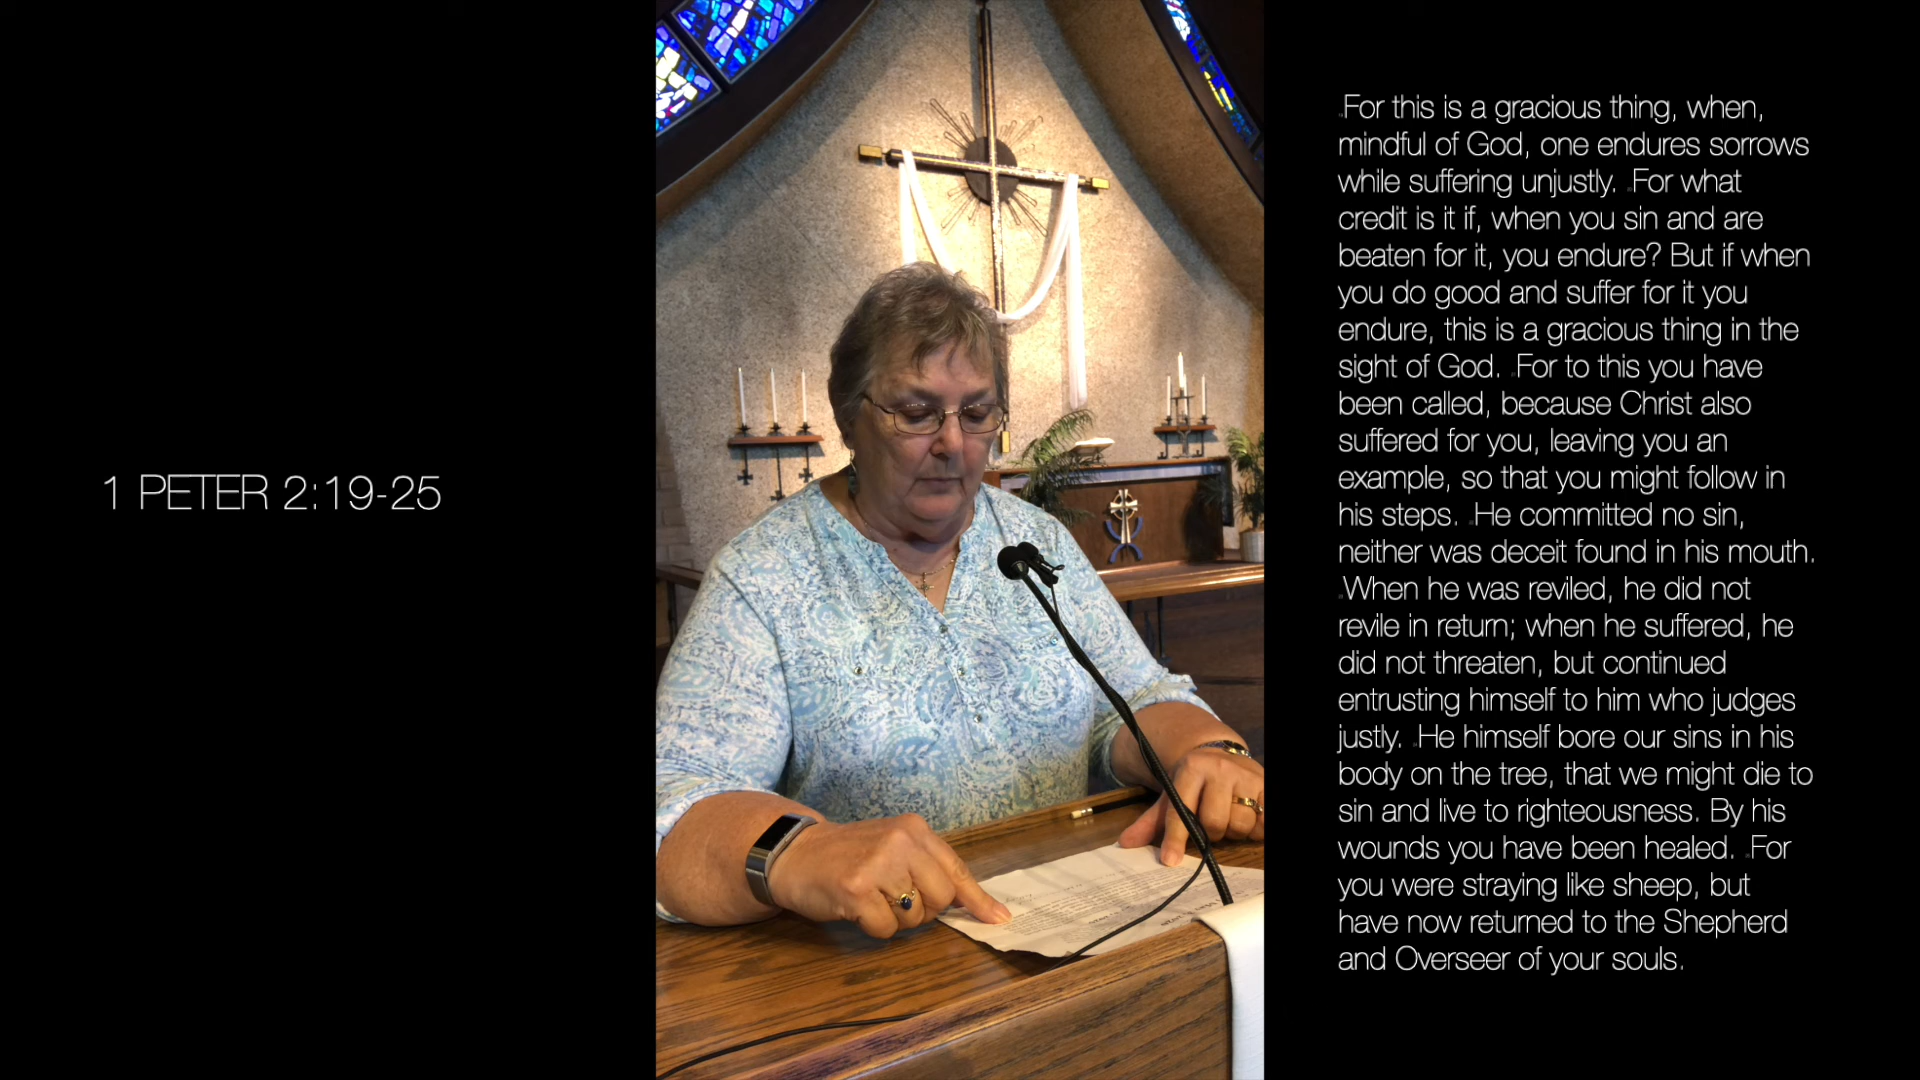 1 PETER 2:19-25
For this is a gracious thing, when,
mindful of God, one endures sorrows
while suffering unjustly. For what
credit is it if, when you sin and are
beaten for it, you endure? But if when
you do good and suffer for it you
endure, this is a gracious thing in the
sight of God. For to this you have
been called, because Christ also
suffered for you, leaving you an
example, so that you might follow in
his steps. He committed no sin,
neither was deceit found in his mouth.
When he was reviled, he did not
revile in return; when he suffered, he
did not threaten, but continued
entrusting himself to him who judges
justly. He himself bore our sins in his
body on the tree, that we might die to
sin and live to righteousness. By his
wounds you have been healed. For
you were straying like sheep, but
have now returned to the Shepherd
and Overseer of your souls.